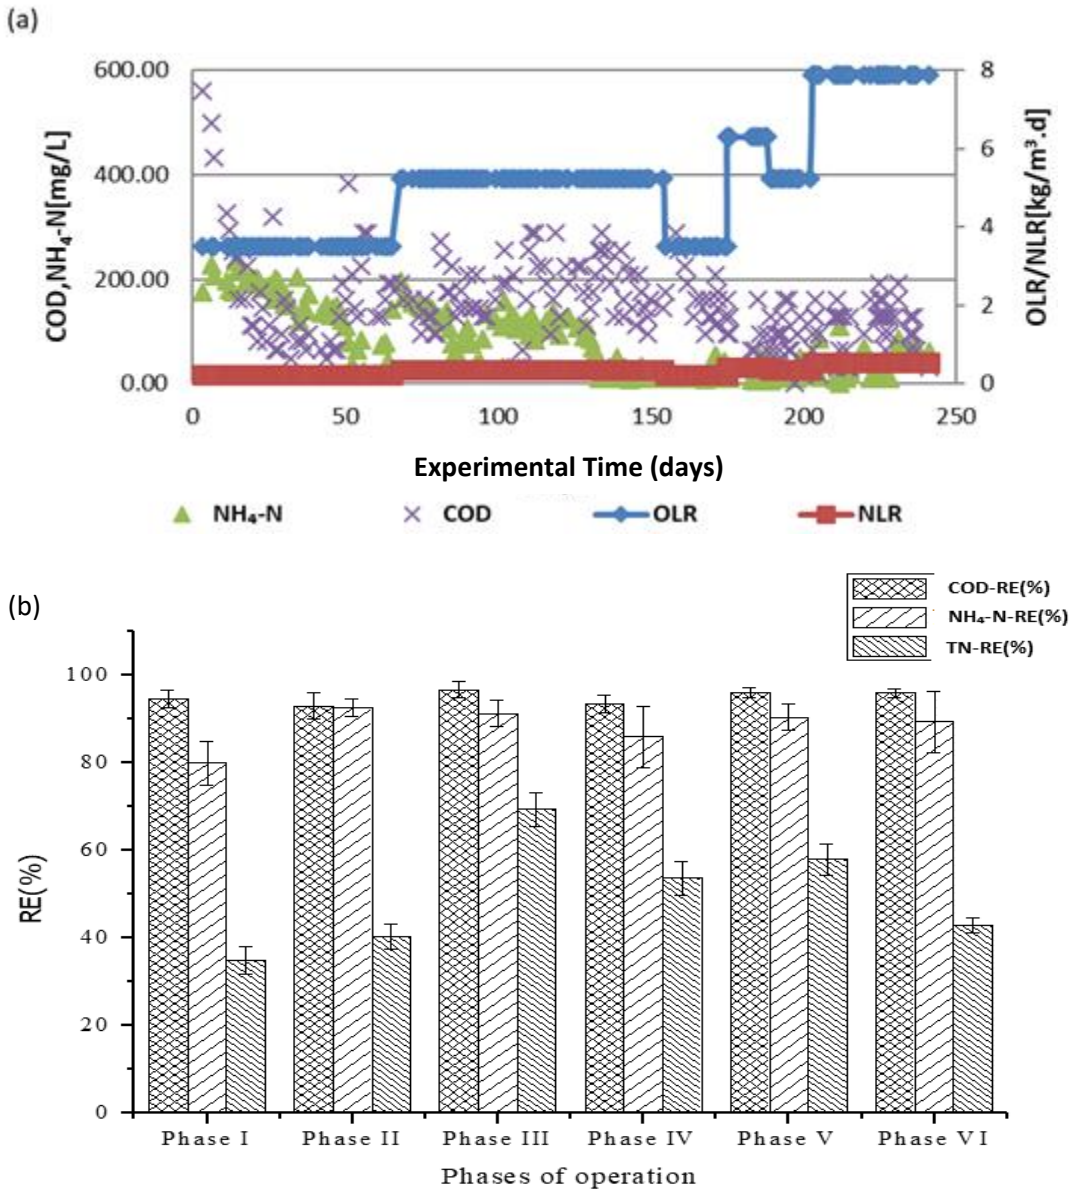 (a)
600.00
400.00
200.00
0.00
COD,NH₄-N[mg/L]
8
6
4
2
0
OLR/NLR[kg/m³.d]
0 50 100 150 200 250
Experimental Time (days)
NH₄-N COD OLR NLR
(b)
COD-RE(%)
NH₄-N-RE(%)
TN-RE(%)
100
80
60
40
20
0
RE(%)
Phase I Phase II Phase III Phase IV Phase V Phase VI
Phases of operation